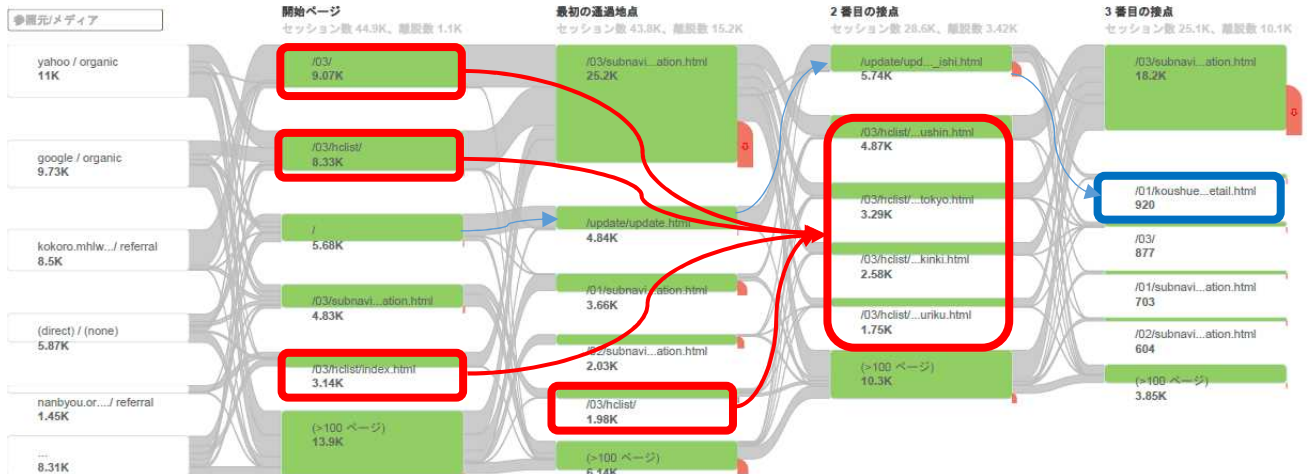 参照元/メディア
yahoo / organic
11K
google / organic
9.73K
kokoro.mhlw.../ referral
8.5K
(direct) / (none)
5.87K
nanbyou.or..../ referral
1.45K
...
8.31K
開始ページ
セッション数 44.9K、離脱数 1.1K
/03/
9.07K
/03/hclist/
8.33K
/
5.68K
/03/subnavi...ation.html
4.83K
/03/hclist/index.html
3.14K
(>100 ページ)
13.9K
最初の通過地点
セッション数 43.8K、離脱数 15.2K
/03/subnavi...ation.html
25.2K
/update/update.html
4.84K
/01/subnavi...ation.html
3.66K
/02/subnavi...ation.html
2.03K
/03/hclist/
1.98K
(>100 ページ)
5.14K
2 番目の接点
セッション数 28.6K、離脱数 3.42K
/update/upd..._ishi.html
5.74K
/03/hclist/...ushin.html
4.87K
/03/hclist/...tokyo.html
3.29K
/03/hclist/...kinki.html
2.58K
/03/hclist/...uriku.html
1.75K
(>100 ページ)
10.3K
3 番目の接点
セッション数 25.1K、離脱数 10.1K
/03/subnavi...ation.html
18.2K
/01/koushue...etail.html
920
/03/
877
/01/subnavi...ation.html
703
/02/subnavi...ation.html
604
(>100 ページ)
3.85K